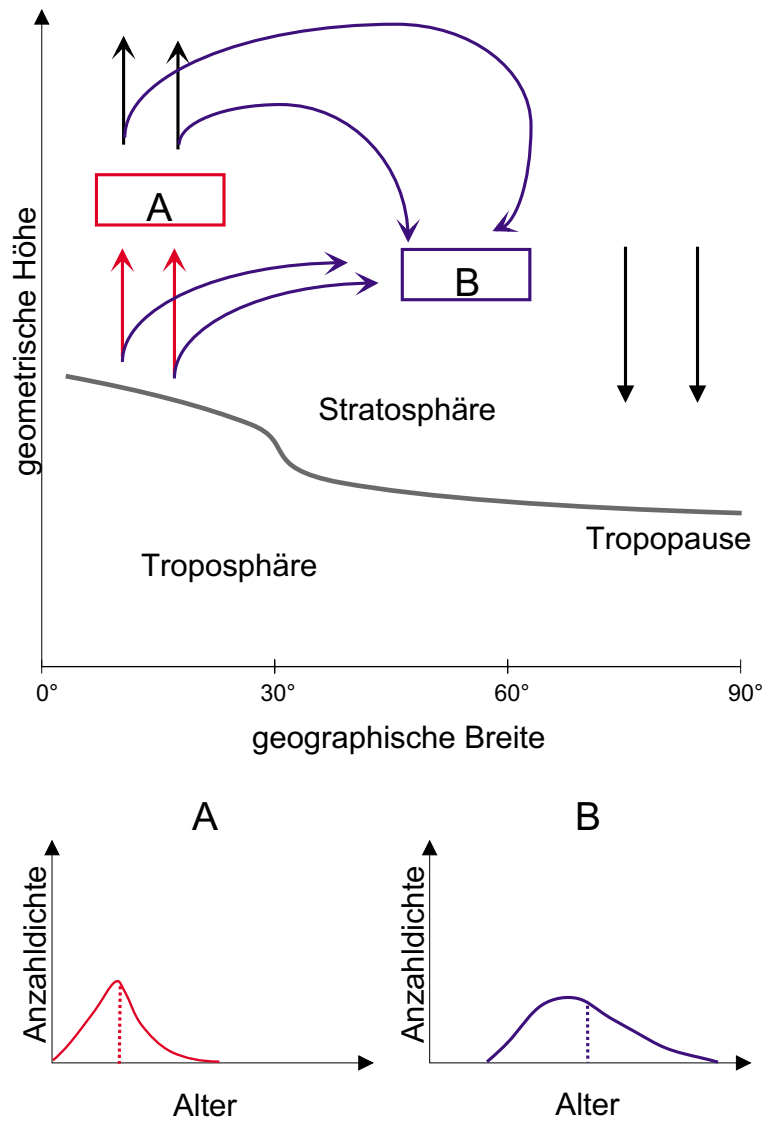 geometrische Höhe
A
B
Stratosphäre
Tropopause
Troposphäre
0°
30°
60°
90°
geographische Breite
A
B
Anzahldichte
Anzahldichte
Alter
Alter